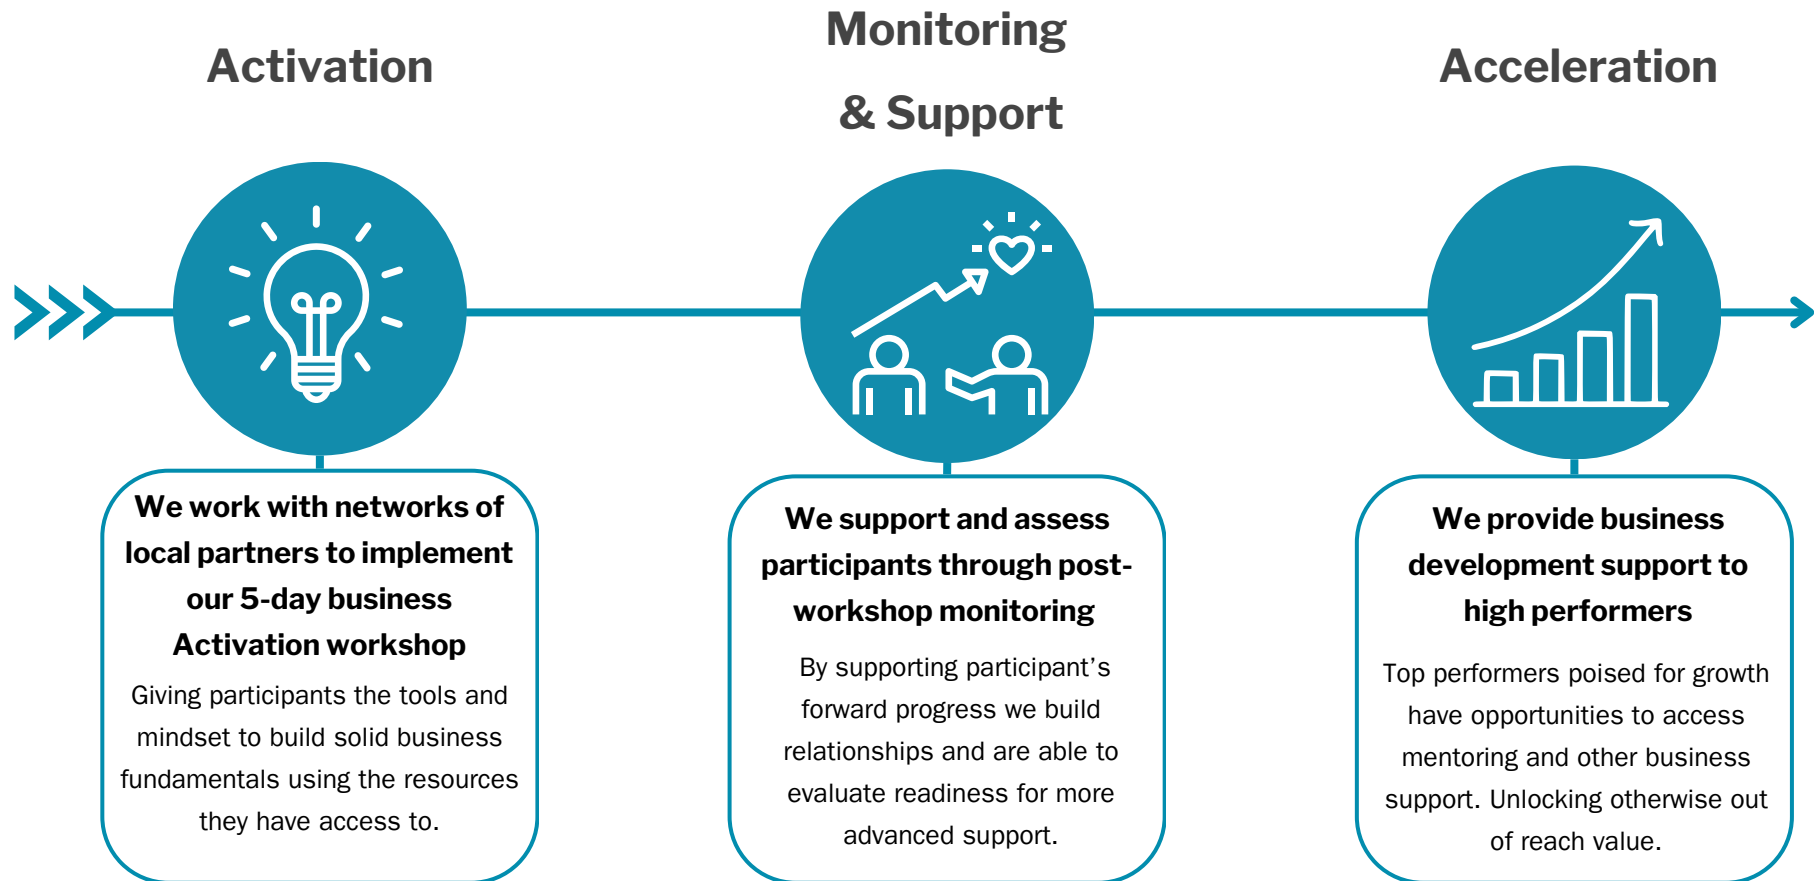 Activation
We work with networks of
local partners to implement
our 5-day business
Activation workshop
Giving participants the tools and
mindset to build solid business
fundamentals using the resources
they have access to.
Monitoring
& Support
We support and assess
participants through post-
workshop monitoring
By supporting participant’s
forward progress we build
relationships and are able to
evaluate readiness for more
advanced support.
Acceleration
We provide business
development support to
high performers
Top performers poised for growth
have opportunities to access
mentoring and other business
support. Unlocking otherwise out
of reach value.